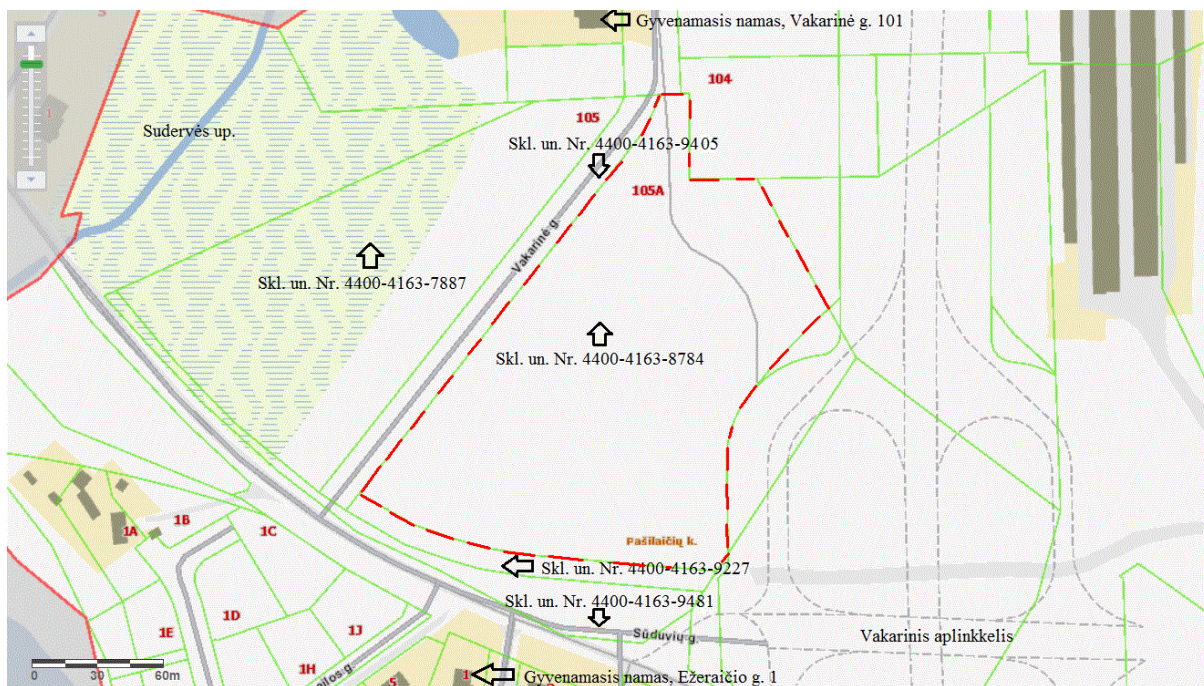 Gyvenamasis namas, Vakarinė g. 101
104
105
Sudervės up.
Skl. un. Nr. 4400-4163-9405
105A
Vakarinė g.
Skl. un. Nr. 4400-4163-7887
Skl. un. Nr. 4400-4163-8784
1A
1B
1C
Pašilaičių k.
Skl. un. Nr. 4400-4163-9227
Skl. un. Nr. 4400-4163-9481
1D
1E
1J
Sūduvių g.
Vakarinis aplinkkelis
1H
0 30 60m
Gyvenamasis namas, Ežeraičio g. 1